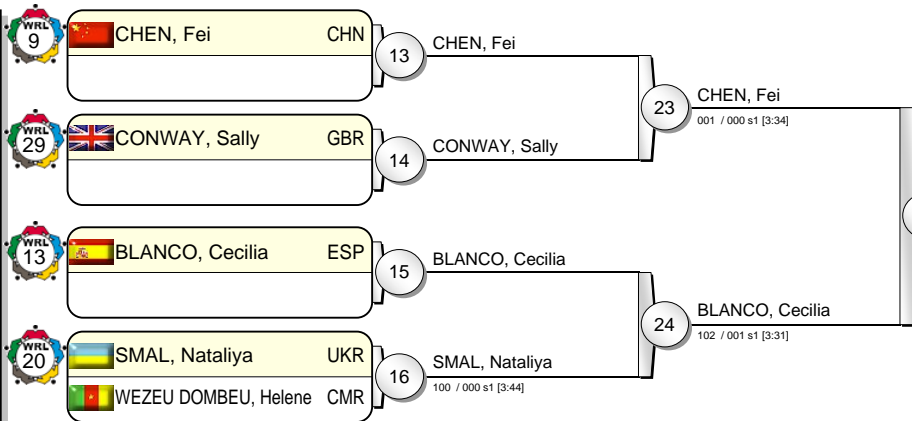 WRL
9
CHEN, Fei CHN
13
CHEN, Fei
23
CHEN, Fei
001 / 000 s1 [3:34]
WRL
29
CONWAY, Sally GBR
14
CONWAY, Sally
WRL
13
BLANCO, Cecilia ESP
15
BLANCO, Cecilia
24
BLANCO, Cecilia
102 / 001 s1 [3:31]
WRL
20
SMAL, Nataliya UKR
16
SMAL, Nataliya
100 / 000 s1 [3:44]
WEZEU DOMBEU, Helene CMR